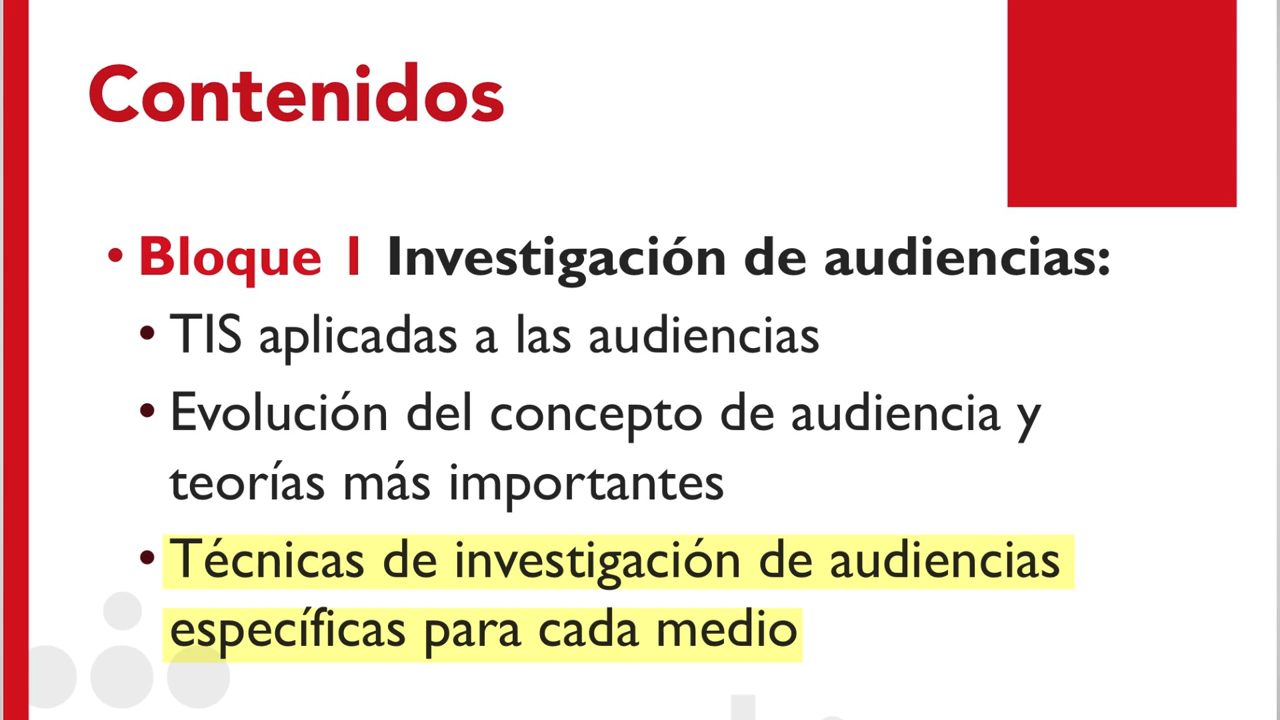 Contenidos
• Bloque 1 Investigación de audiencias:
• TIS aplicadas a las audiencias
• Evolución del concepto de audiencia y
teorías más importantes
• Técnicas de investigación de audiencias
específicas para cada medio